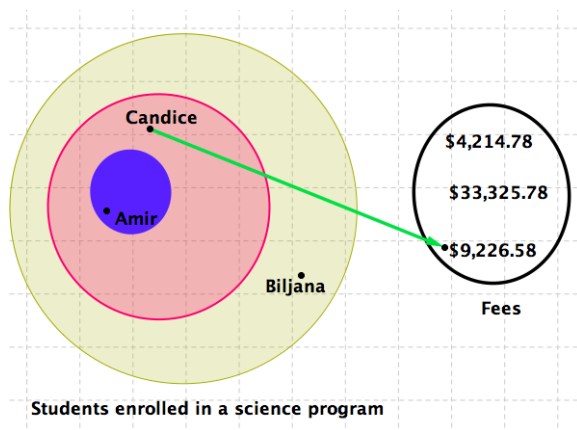 Candice
$4,214.78
$33,325.78
Amir
$9,226.58
Biljana
Fees
Students enrolled in a science program